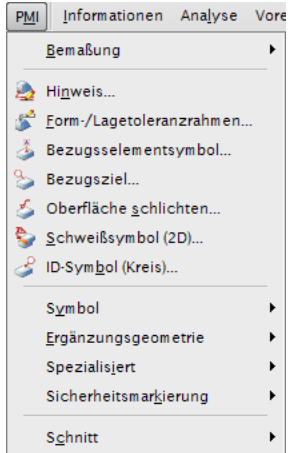 PMI Informationen Analyse Vore
Bemaßung
Hinweis...
Form-/Lagetoleranzrahmen...
Bezugsselementsymbol...
Bezugsziel...
Oberfläche schlichten...
Schweißsymbol (2D)...
ID-Symbol (Kreis)...
Symbol
Ergänzungsgeometrie
Spezialisiert
Sicherheitsmarkierung
Schnitt